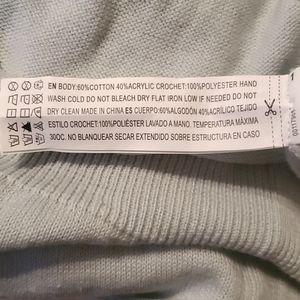 EN BODY:60%COTTON 40%ACRYLIC CROCHET:100%POLYESTER HAND
WASH COLD DO NOT BLEACH DRY FLAT IRON LOW IF NEEDED DO NOT
DRY CLEAN MADE IN CHINA ES CUERPO:60%ALGODÓN 40%ACRÍLICO TEJIDO
ESTILO CROCHET:100%POLIÉSTER LAVADO A MANO. TEMPERATURA MÁXIMA
30OC. NO BLANQUEAR SECAR EXTENDIDO SOBRE ESTRUCTURA EN CASO